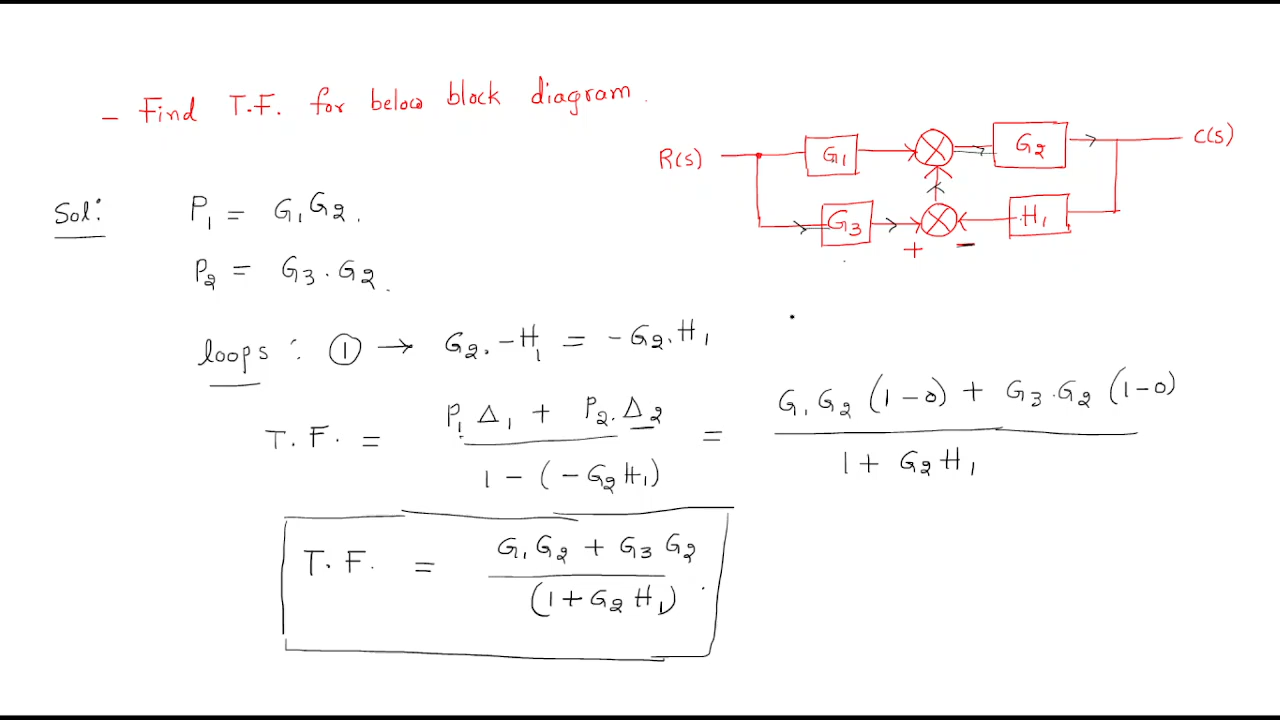 - Find T.F. for below block diagram.
R(s) G₁ G₂ C(s)
G₃ H₁
+ -
Sol:
P₁ = G₁G₂.
P₂ = G₃.G₂.
loops: ① → G₂.-H₁ = -G₂.H₁
T.F. = P₁Δ₁ + P₂.Δ₂ / 1-(-G₂H₁) = G₁G₂(1-0) + G₃.G₂(1-0) / 1+G₂H₁
T.F. = G₁G₂ + G₃G₂ / (1+G₂H₁)